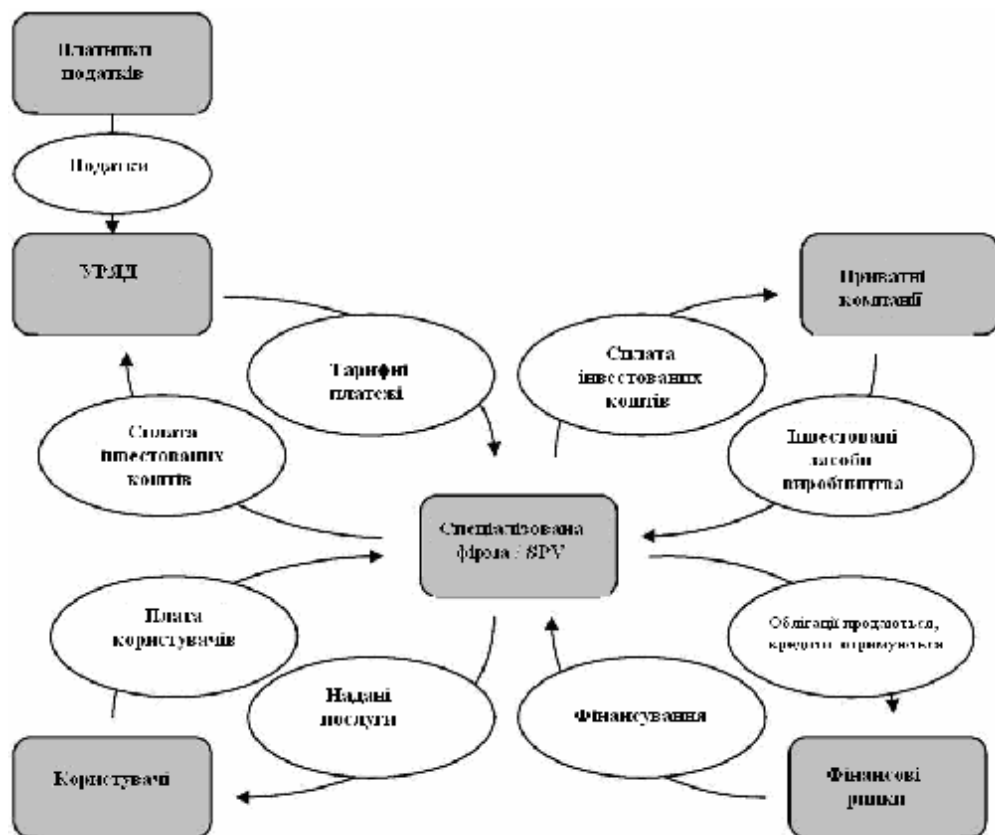 Платники
податків
Податки
УРЯД
Приватні
компанії
Тарифні
платежі
Сплата
інвестованих
коштів
Сплата
інвестованих
коштів
Інвестовані
засоби
виробництва
Спеціалізована
фірма / SPV
Плата
користувачів
Облігації продаються,
кредити отримуються
Надані
послуги
Фінансування
Користувачі
Фінансові
ринки